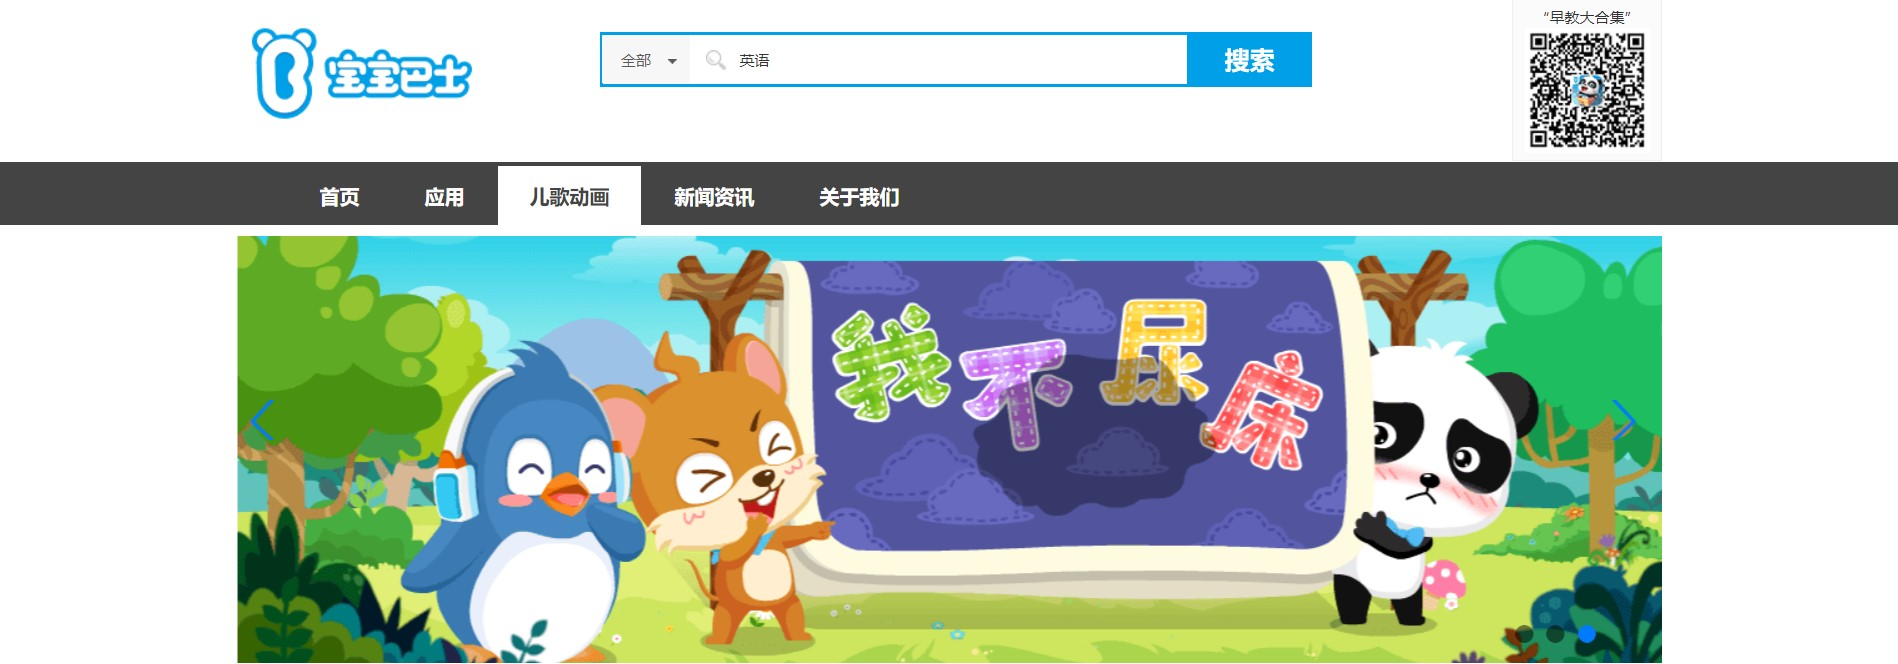 宝宝巴士
全部
英语
搜索
“早教大合集”
首页
应用
儿歌动画
新闻资讯
关于我们
我不尿床